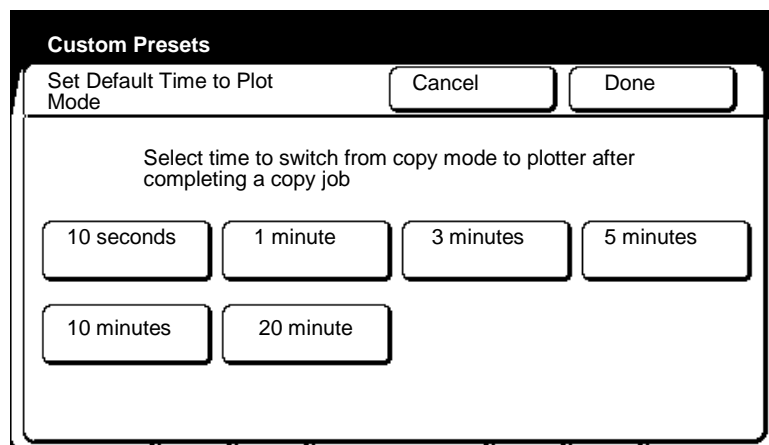 Custom Presets
Set Default Time to Plot
Mode
Cancel
Done
Select time to switch from copy mode to plotter after
completing a copy job
10 seconds
1 minute
3 minutes
5 minutes
10 minutes
20 minute